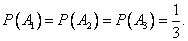 P(A₁) = P(A₂) = P(A₃) = 1/3.